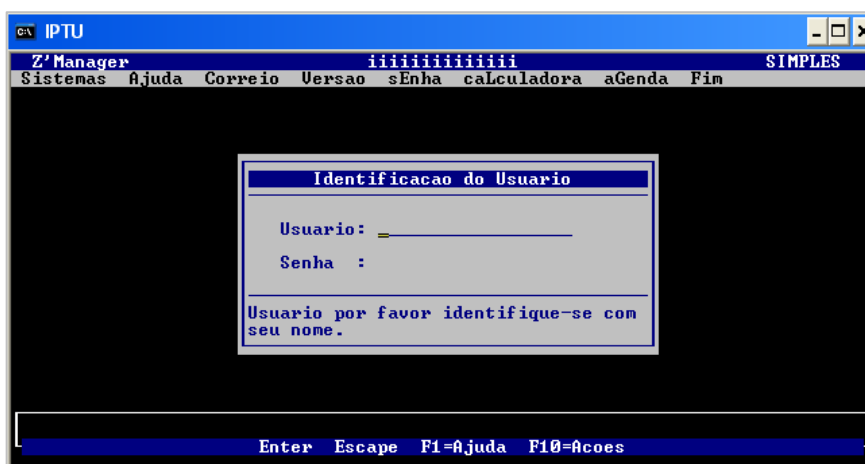 IPTU
Z'Manager iiiiiiiiiiiiii SIMPLES
Sistemas Ajuda Correio Versao sEnha caLculadora aGenda Fim
Identificacao do Usuario
Usuario:
Senha :
Usuario por favor identifique-se com
seu nome.
Enter Escape F1=Ajuda F10=Acoes